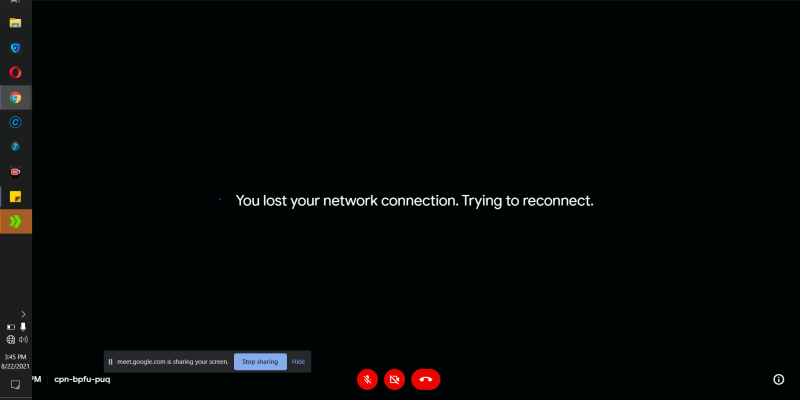 You lost your network connection. Trying to reconnect.
meet.google.com is sharing your screen.
Stop sharing
Hide
3:45 PM
8/22/2021
PM
cpn-bpfu-puq